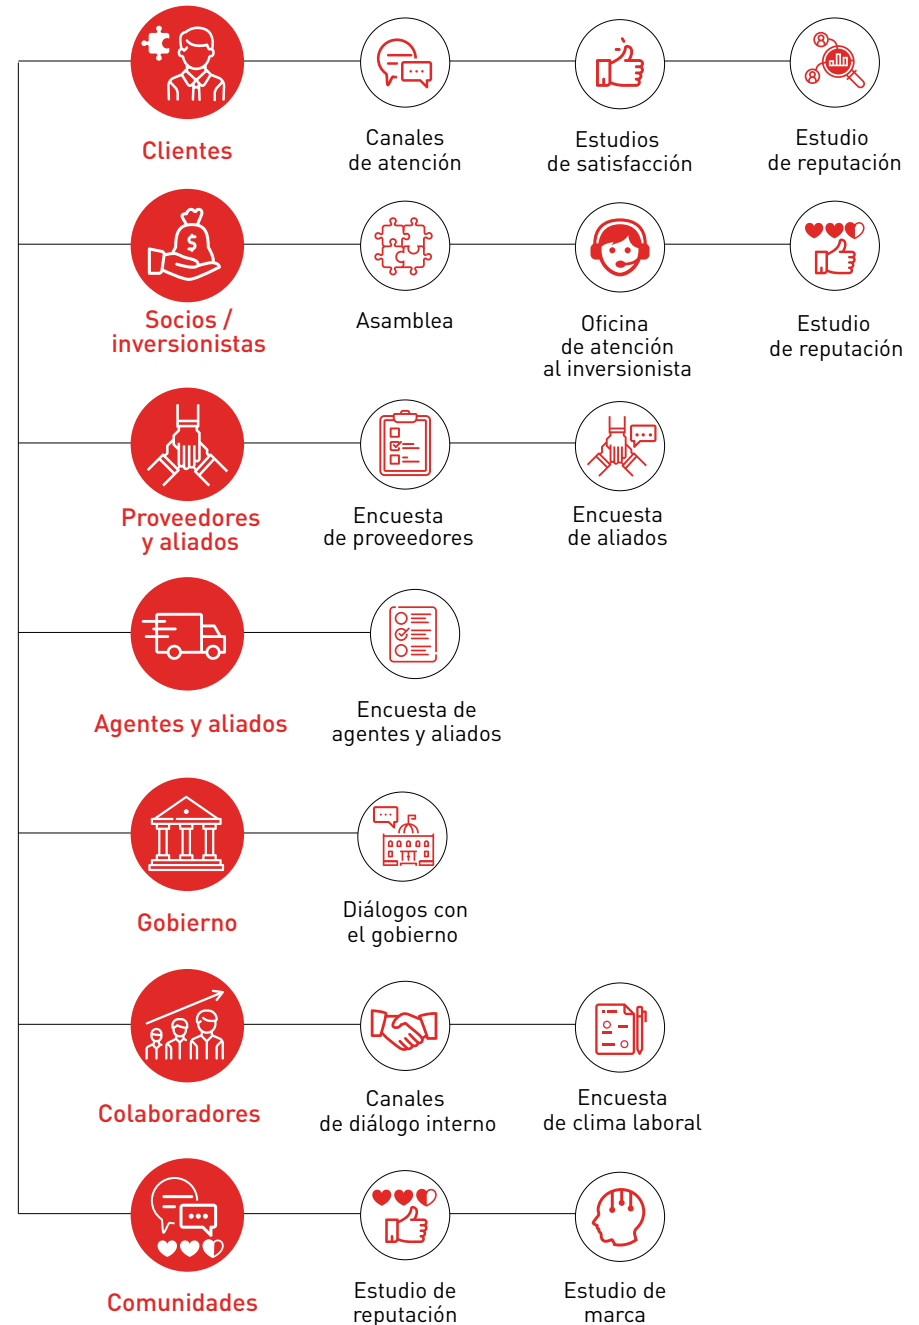 Clientes
Canales
de atención
Estudios
de satisfacción
Estudio
de reputación
$
Socios /
inversionistas
Asamblea
Oficina
de atención
al inversionista
Estudio
de reputación
Proveedores
y aliados
Encuesta
de proveedores
Encuesta
de aliados
Agentes y aliados
Encuesta de
agentes y aliados
Gobierno
Diálogos con
el gobierno
Colaboradores
Canales
de diálogo interno
Encuesta
de clima laboral
Comunidades
Estudio de
reputación
Estudio de
marca